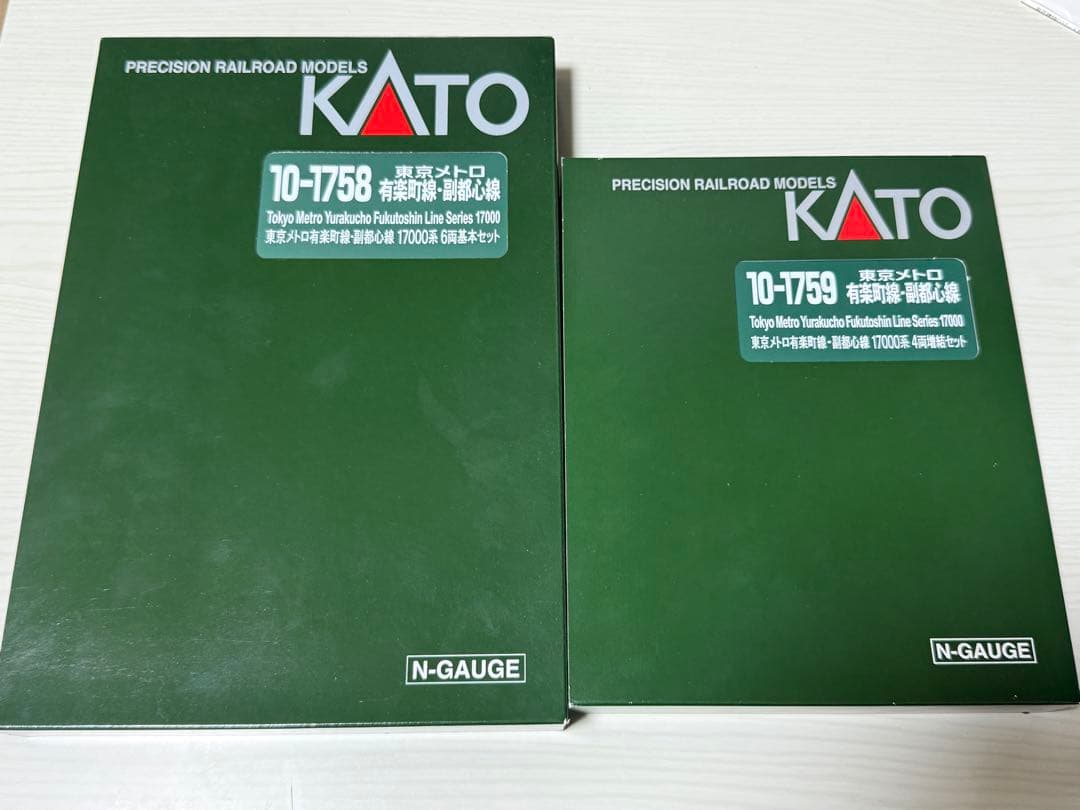 PRECISION RAILROAD MODELS
KATO
10-1758
東京メトロ
有楽町線・副都心線
Tokyo Metro Yurakucho Fukutoshin Line Series 17000
東京メトロ有楽町線・副都心線 17000系 6両基本セット
N-GAUGE
PRECISION RAILROAD MODELS
KATO
10-1759
東京メトロ
有楽町線・副都心線
Tokyo Metro Yurakucho Fukutoshin Line Series 17000
東京メトロ有楽町線・副都心線 17000系 4両増結セット
N-GAUGE